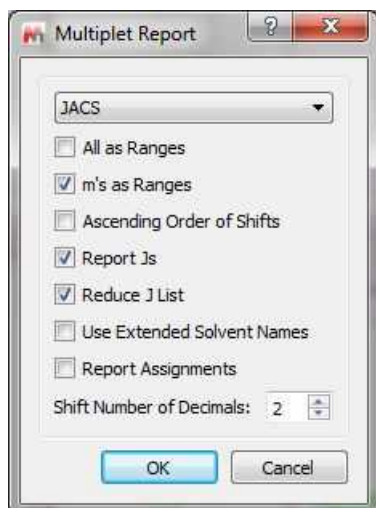 Multiplet Report
JACS
All as Ranges
m's as Ranges
Ascending Order of Shifts
Report Js
Reduce J List
Use Extended Solvent Names
Report Assignments
Shift Number of Decimals: 2
OK Cancel